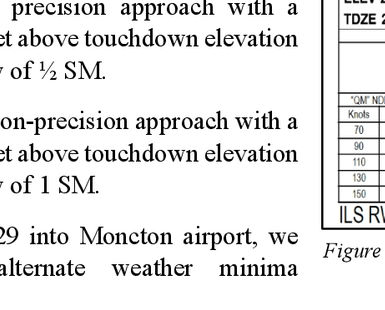 precision approach with a
et above touchdown elevation
of ½ SM.
on-precision approach with a
et above touchdown elevation
of 1 SM.
29 into Moncton airport, we
alternate weather minima
TDZE 2
"QM" ND
Knots
70
90
110
130
150
ILS RW
Figure